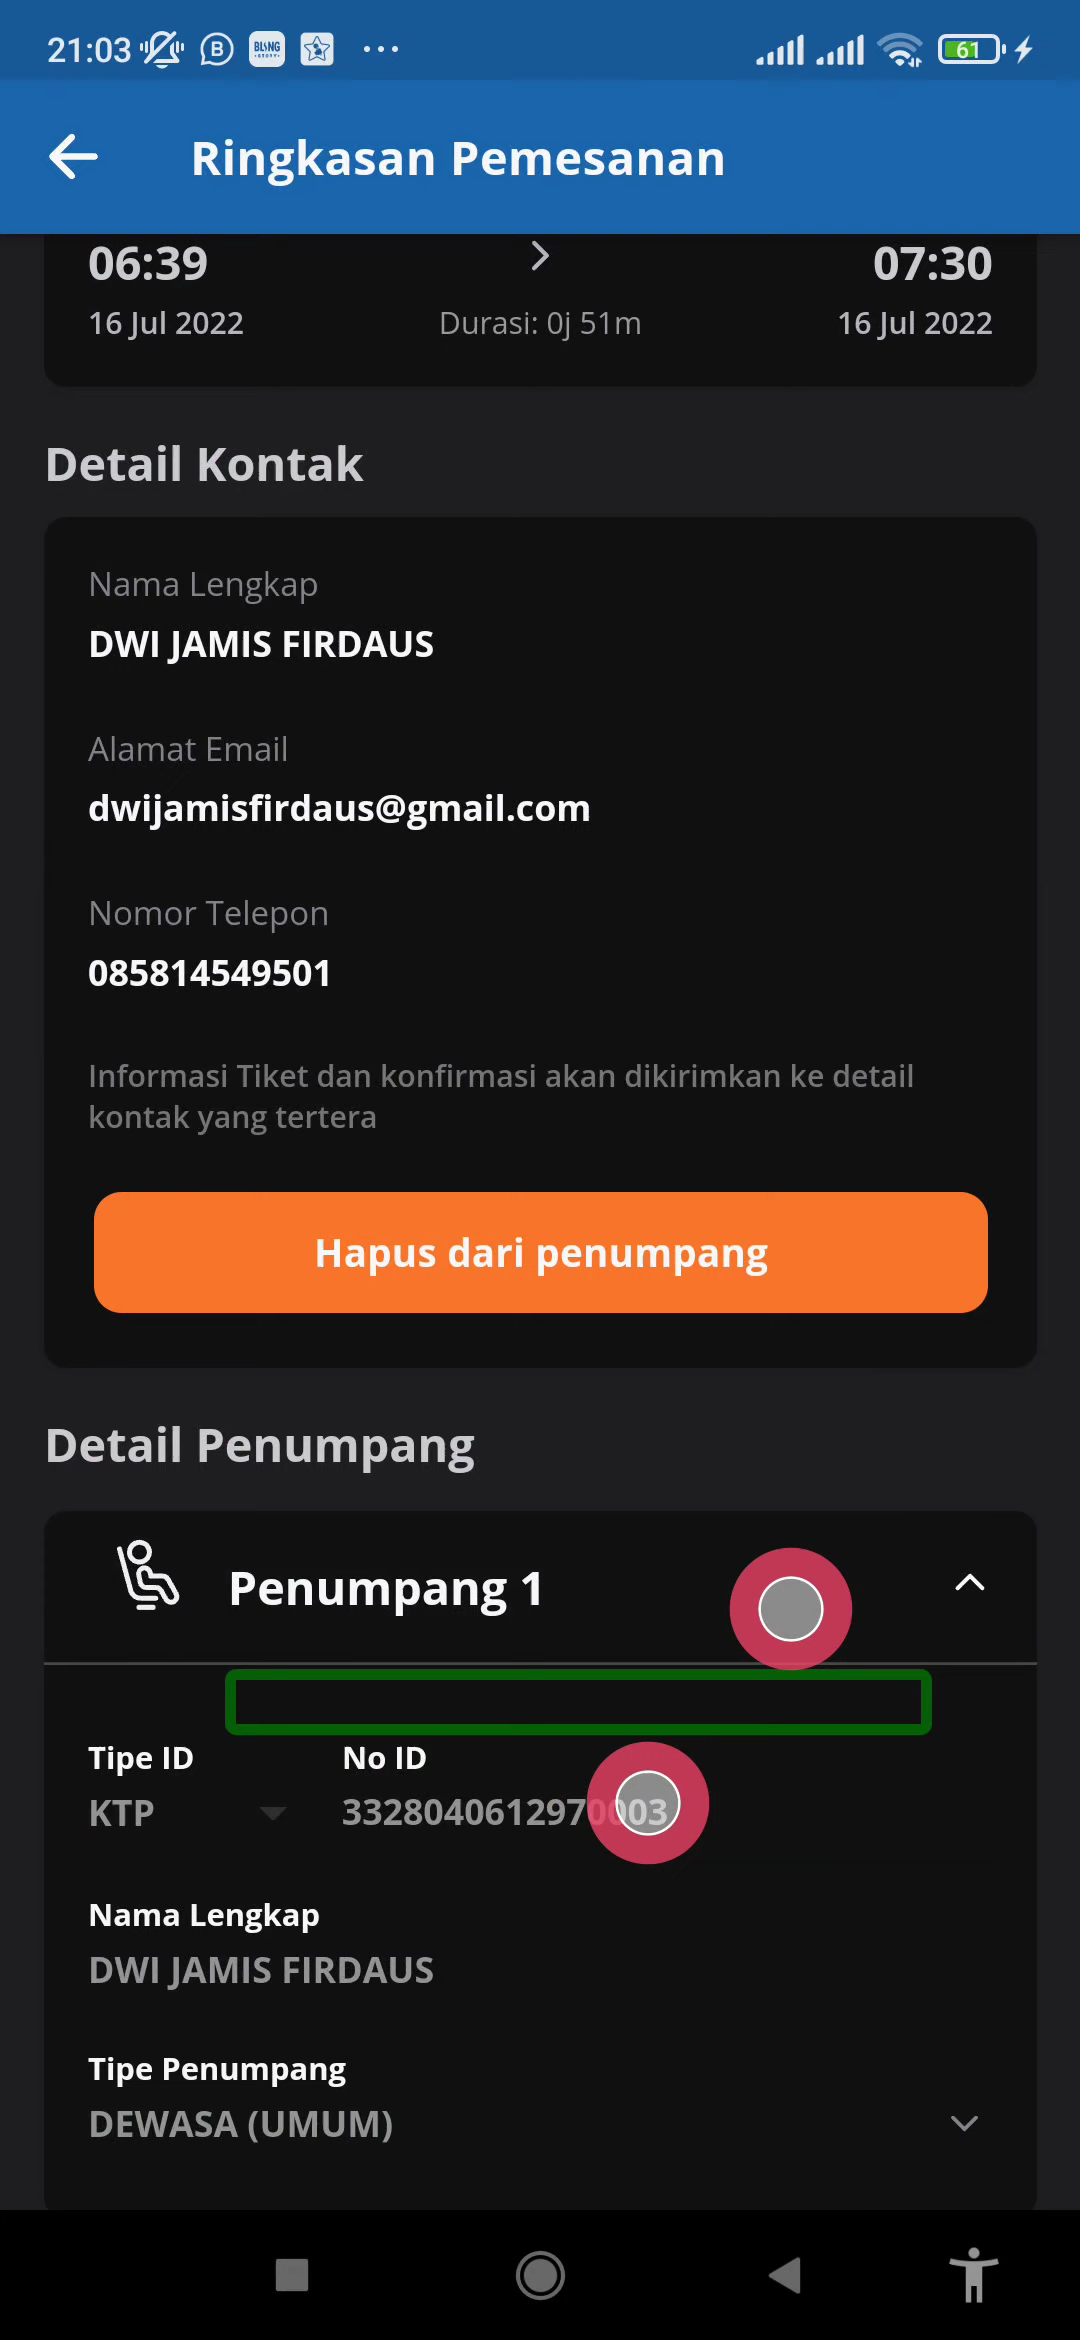 21:03
B
BLING
STORY
61
Ringkasan Pemesanan
06:39
07:30
16 Jul 2022
Durasi: 0j 51m
16 Jul 2022
Detail Kontak
Nama Lengkap
DWI JAMIS FIRDAUS
Alamat Email
dwijamisfirdaus@gmail.com
Nomor Telepon
085814549501
Informasi Tiket dan konfirmasi akan dikirimkan ke detail
kontak yang tertera
Hapus dari penumpang
Detail Penumpang
Penumpang 1
Tipe ID
No ID
KTP
3328040612970003
Nama Lengkap
DWI JAMIS FIRDAUS
Tipe Penumpang
DEWASA (UMUM)